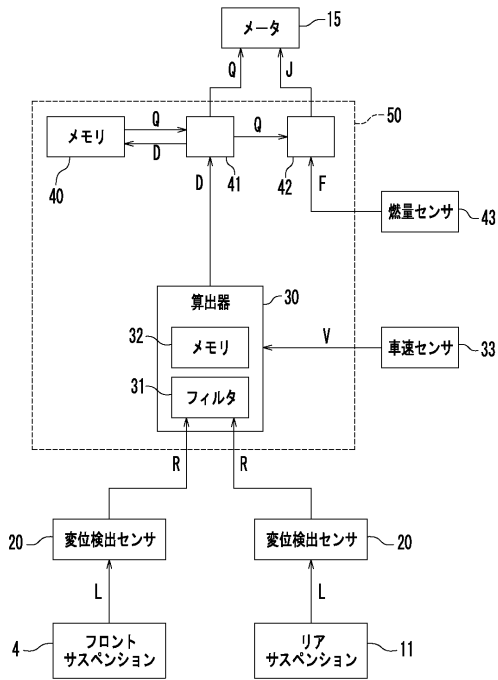 メータ 15
Q J
50
メモリ Q Q
D
40 41 42
D F
燃量センサ 43
算出器 30
32 メモリ
V 車速センサ 33
31 フィルタ
R R
20 変位検出センサ 変位検出センサ 20
L L
4 フロント
サスペンション
リア
サスペンション 11